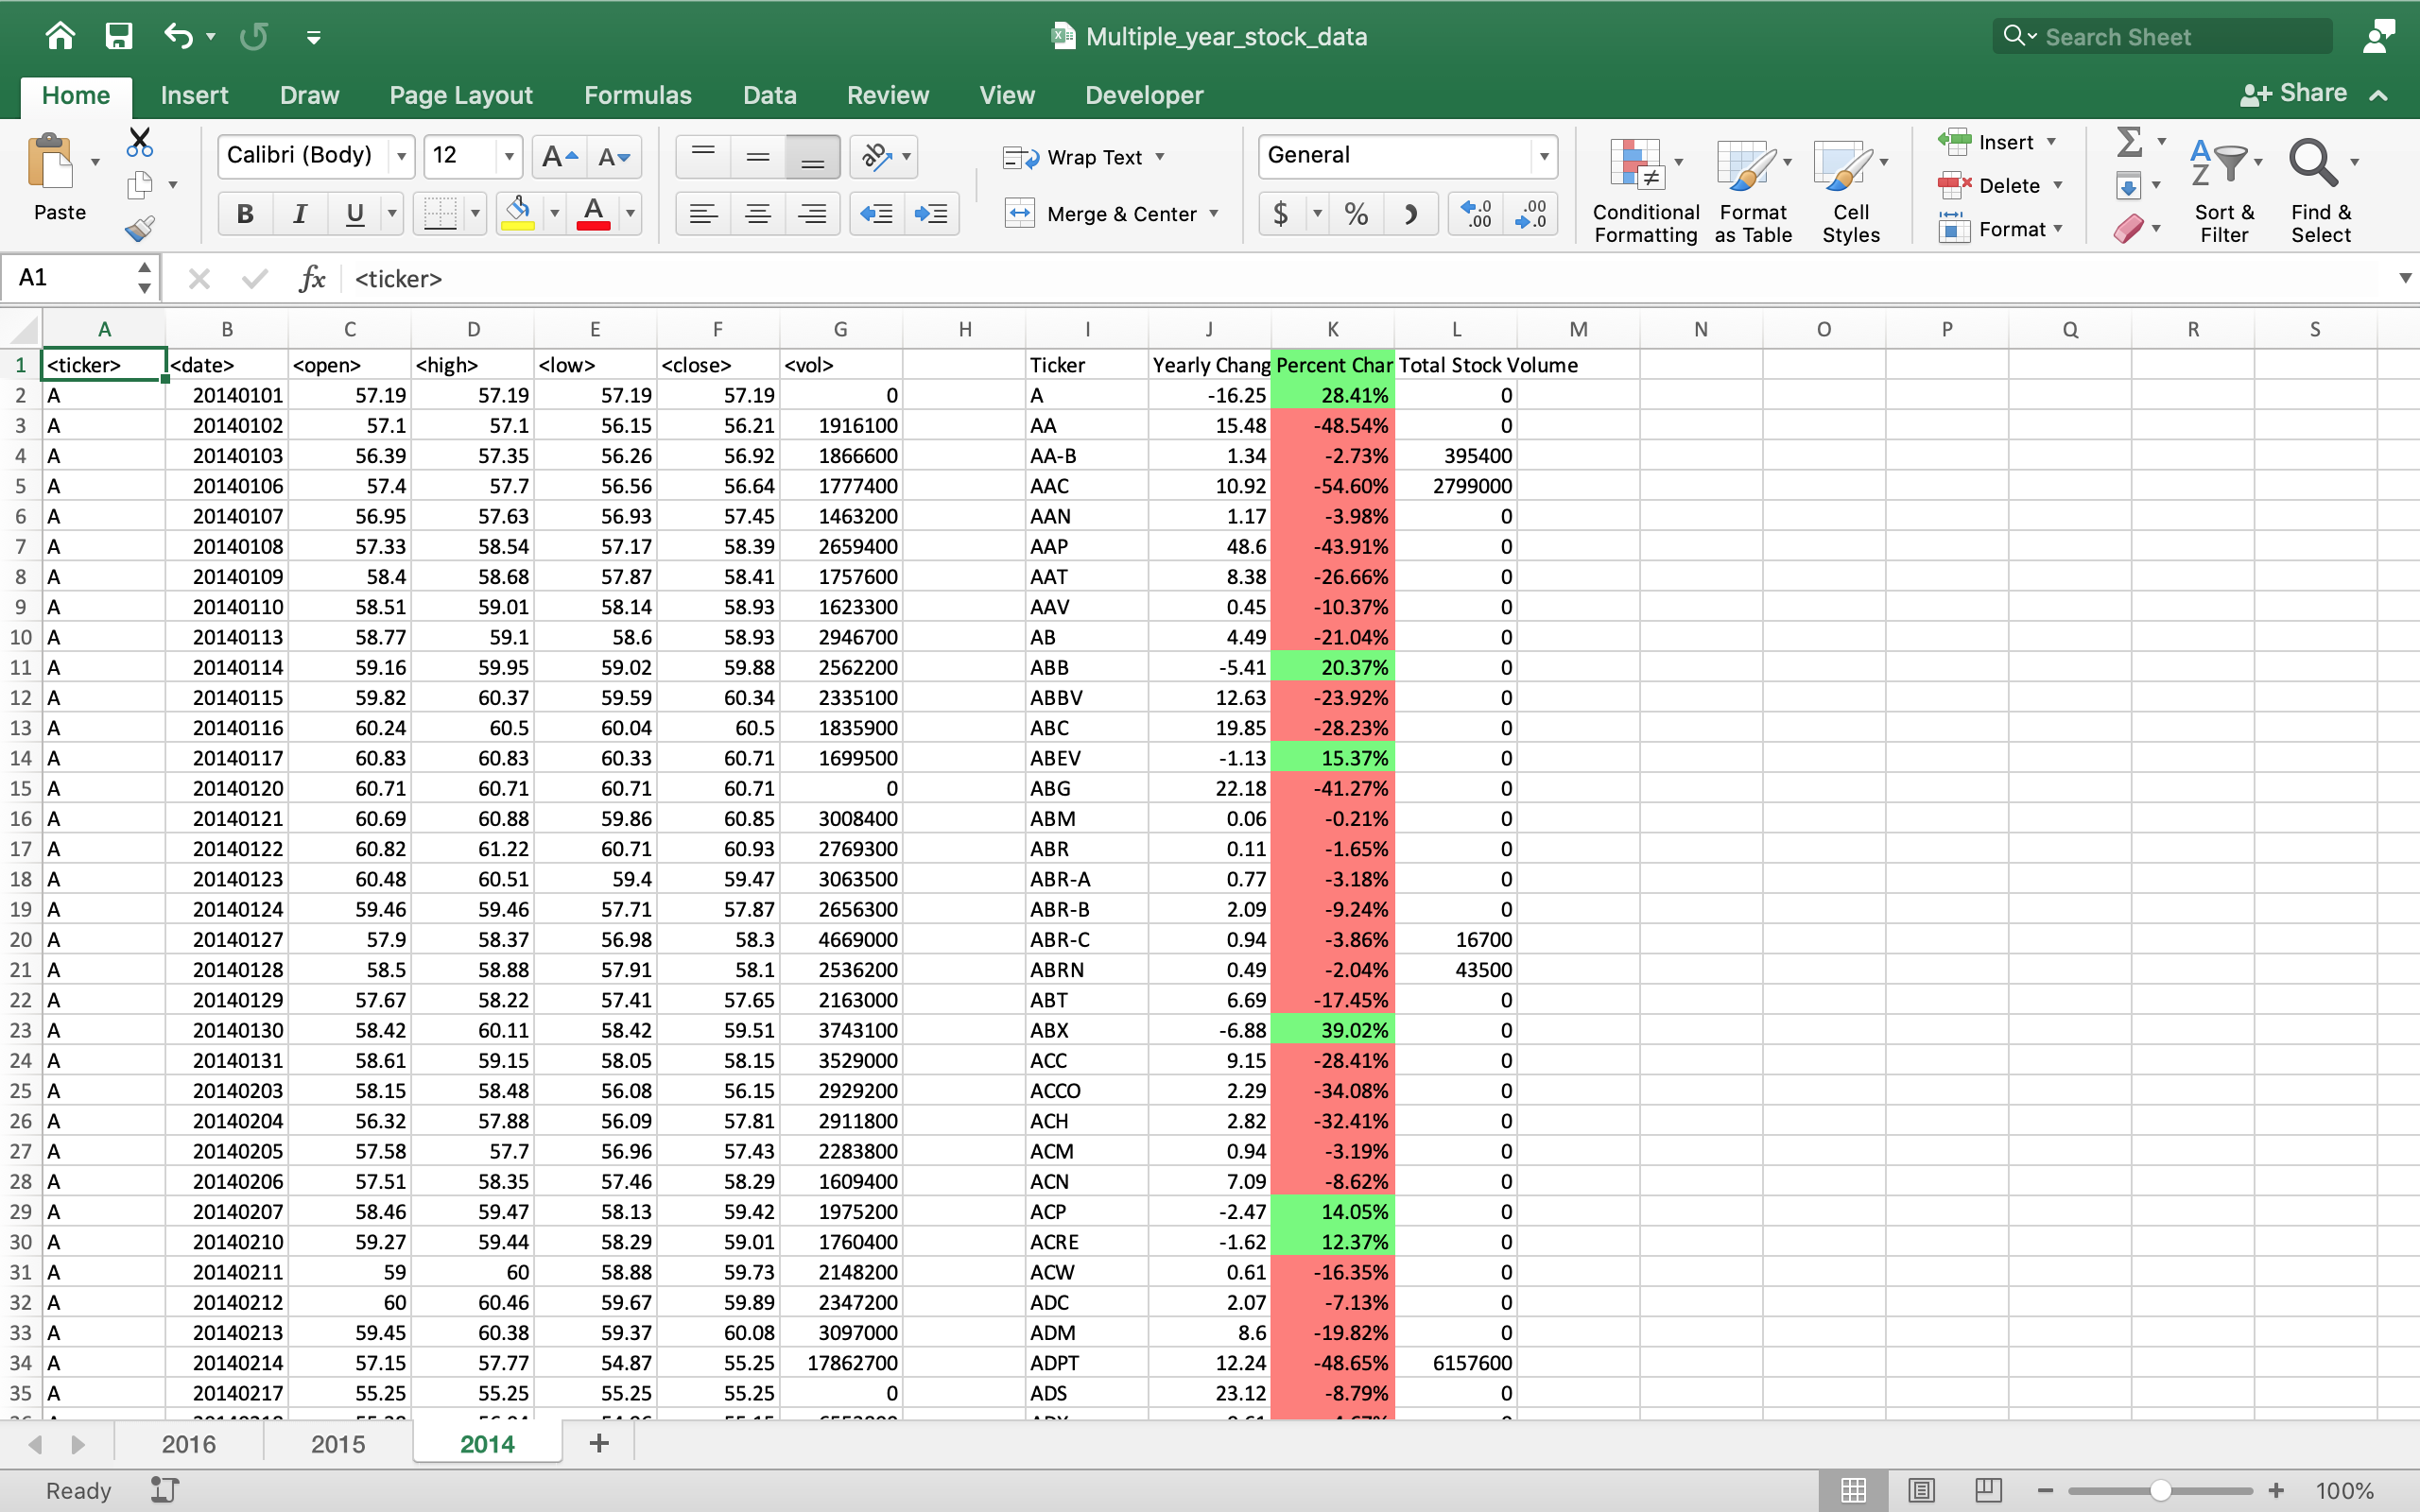 Multiple_year_stock_data
Search Sheet
Home Insert Draw Page Layout Formulas Data Review View Developer Share
Paste
Calibri (Body) 12 A A
B I U A
ab
Wrap Text
Merge & Center
General
$ % .0 .00 .00 .0
Conditional Formatting
Format as Table
Cell Styles
Insert
Delete
Format
Sort & Filter
Find & Select
A1 fx <ticker>
A B C D E F G H I J K L M N O P Q R S
1 <ticker> <date> <open> <high> <low> <close> <vol> Ticker Yearly Chang Percent Char Total Stock Volume
2 A 20140101 57.19 57.19 57.19 57.19 0 A -16.25 28.41% 0
3 A 20140102 57.1 57.1 56.15 56.21 1916100 AA 15.48 -48.54% 0
4 A 20140103 56.39 57.35 56.26 56.92 1866600 AA-B 1.34 -2.73% 395400
5 A 20140106 57.4 57.7 56.56 56.64 1777400 AAC 10.92 -54.60% 2799000
6 A 20140107 56.95 57.63 56.93 57.45 1463200 AAN 1.17 -3.98% 0
7 A 20140108 57.33 58.54 57.17 58.39 2659400 AAP 48.6 -43.91% 0
8 A 20140109 58.4 58.68 57.87 58.41 1757600 AAT 8.38 -26.66% 0
9 A 20140110 58.51 59.01 58.14 58.93 1623300 AAV 0.45 -10.37% 0
10 A 20140113 58.77 59.1 58.6 58.93 2946700 AB 4.49 -21.04% 0
11 A 20140114 59.16 59.95 59.02 59.88 2562200 ABB -5.41 20.37% 0
12 A 20140115 59.82 60.37 59.59 60.34 2335100 ABBV 12.63 -23.92% 0
13 A 20140116 60.24 60.5 60.04 60.5 1835900 ABC 19.85 -28.23% 0
14 A 20140117 60.83 60.83 60.33 60.71 1699500 ABEV -1.13 15.37% 0
15 A 20140120 60.71 60.71 60.71 60.71 0 ABG 22.18 -41.27% 0
16 A 20140121 60.69 60.88 59.86 60.85 3008400 ABM 0.06 -0.21% 0
17 A 20140122 60.82 61.22 60.71 60.93 2769300 ABR 0.11 -1.65% 0
18 A 20140123 60.48 60.51 59.4 59.47 3063500 ABR-A 0.77 -3.18% 0
19 A 20140124 59.46 59.46 57.71 57.87 2656300 ABR-B 2.09 -9.24% 0
20 A 20140127 57.9 58.37 56.98 58.3 4669000 ABR-C 0.94 -3.86% 16700
21 A 20140128 58.5 58.88 57.91 58.1 2536200 ABRN 0.49 -2.04% 43500
22 A 20140129 57.67 58.22 57.41 57.65 2163000 ABT 6.69 -17.45% 0
23 A 20140130 58.42 60.11 58.42 59.51 3743100 ABX -6.88 39.02% 0
24 A 20140131 58.61 59.15 58.05 58.15 3529000 ACC 9.15 -28.41% 0
25 A 20140203 58.15 58.48 56.08 56.15 2929200 ACCO 2.29 -34.08% 0
26 A 20140204 56.32 57.88 56.09 57.81 2911800 ACH 2.82 -32.41% 0
27 A 20140205 57.58 57.7 56.96 57.43 2283800 ACM 0.94 -3.19% 0
28 A 20140206 57.51 58.35 57.46 58.29 1609400 ACN 7.09 -8.62% 0
29 A 20140207 58.46 59.47 58.13 59.42 1975200 ACP -2.47 14.05% 0
30 A 20140210 59.27 59.44 58.29 59.01 1760400 ACRE -1.62 12.37% 0
31 A 20140211 59 60 58.88 59.73 2148200 ACW 0.61 -16.35% 0
32 A 20140212 60 60.46 59.67 59.89 2347200 ADC 2.07 -7.13% 0
33 A 20140213 59.45 60.38 59.37 60.08 3097000 ADM 8.6 -19.82% 0
34 A 20140214 57.15 57.77 54.87 55.25 17862700 ADPT 12.24 -48.65% 6157600
35 A 20140217 55.25 55.25 55.25 55.25 0 ADS 23.12 -8.79% 0
2016 2015 2014 +
Ready 100%